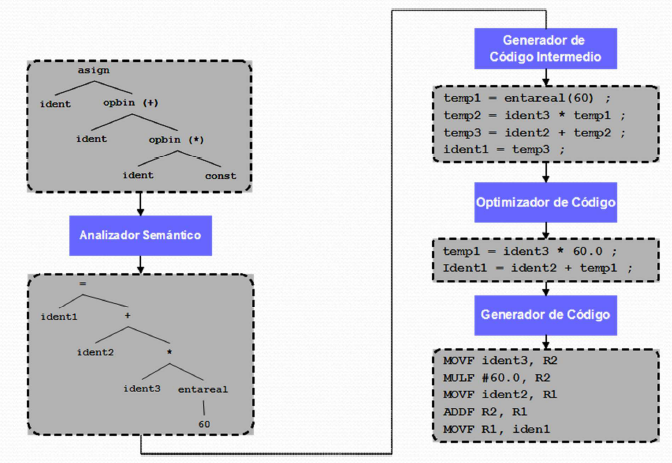 asign
ident opbin (+)
ident opbin (*)
ident const
Analizador Semántico
=
ident1 +
ident2 *
ident3 entareal
60
Generador de
Código Intermedio
temp1 = entareal(60) ;
temp2 = ident3 * temp1 ;
temp3 = ident2 + temp2 ;
ident1 = temp3 ;
Optimizador de Código
temp1 = ident3 * 60.0 ;
Ident1 = ident2 + temp1 ;
Generador de Código
MOVF ident3, R2
MULF #60.0, R2
MOVF ident2, R1
ADDF R2, R1
MOVF R1, iden1